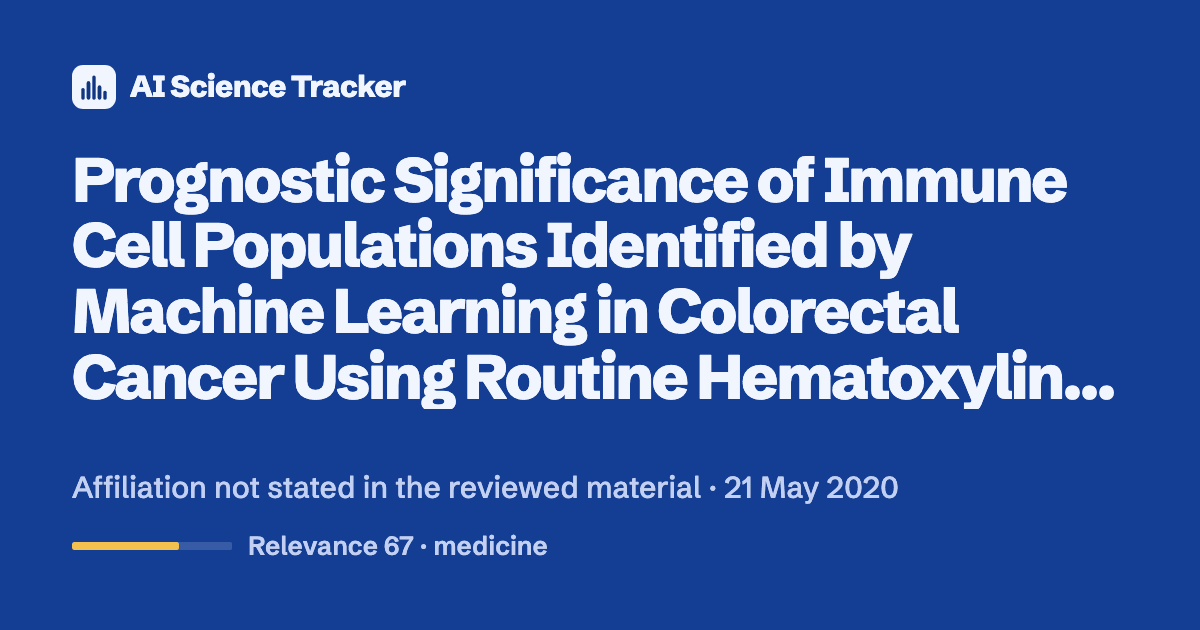 AI Science Tracker
Prognostic Significance of Immune
Cell Populations Identified by
Machine Learning in Colorectal
Cancer Using Routine Hematoxylin...
Affiliation not stated in the reviewed material · 21 May 2020
Relevance 67 · medicine